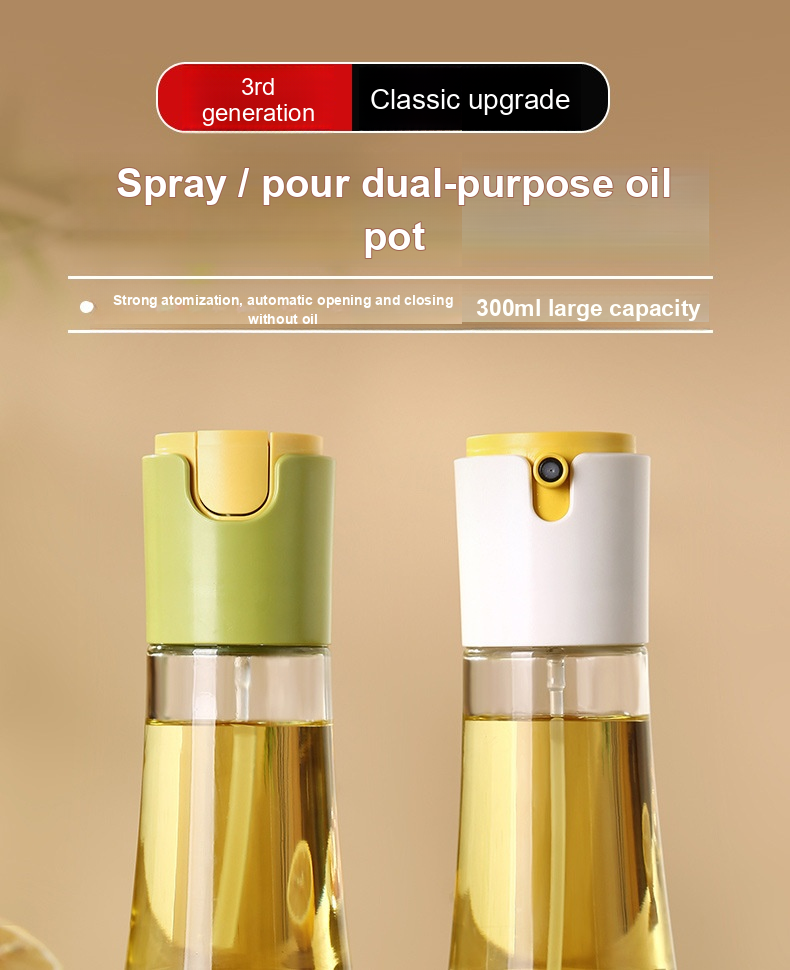 3rd
generation
Classic upgrade
Spray / pour dual-purpose oil
pot
Strong atomization, automatic opening and closing
without oil
300ml large capacity